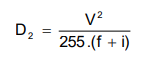 D₂ = V² / 255.(f + i)